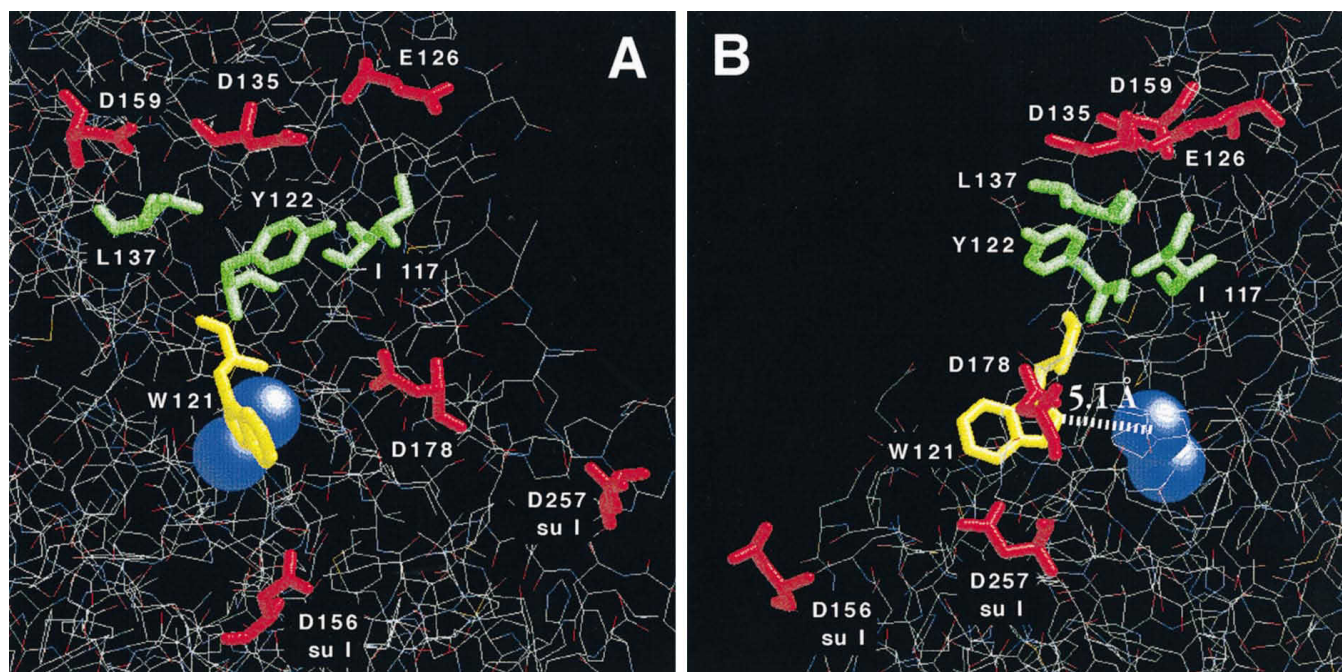 A
E126
D135
D159
Y122
L137
I 117
W121
D178
D257
su I
D156
su I
B
D159
D135
E126
L137
Y122
I 117
D178
5.1 Å
W121
D257
su I
D156
su I